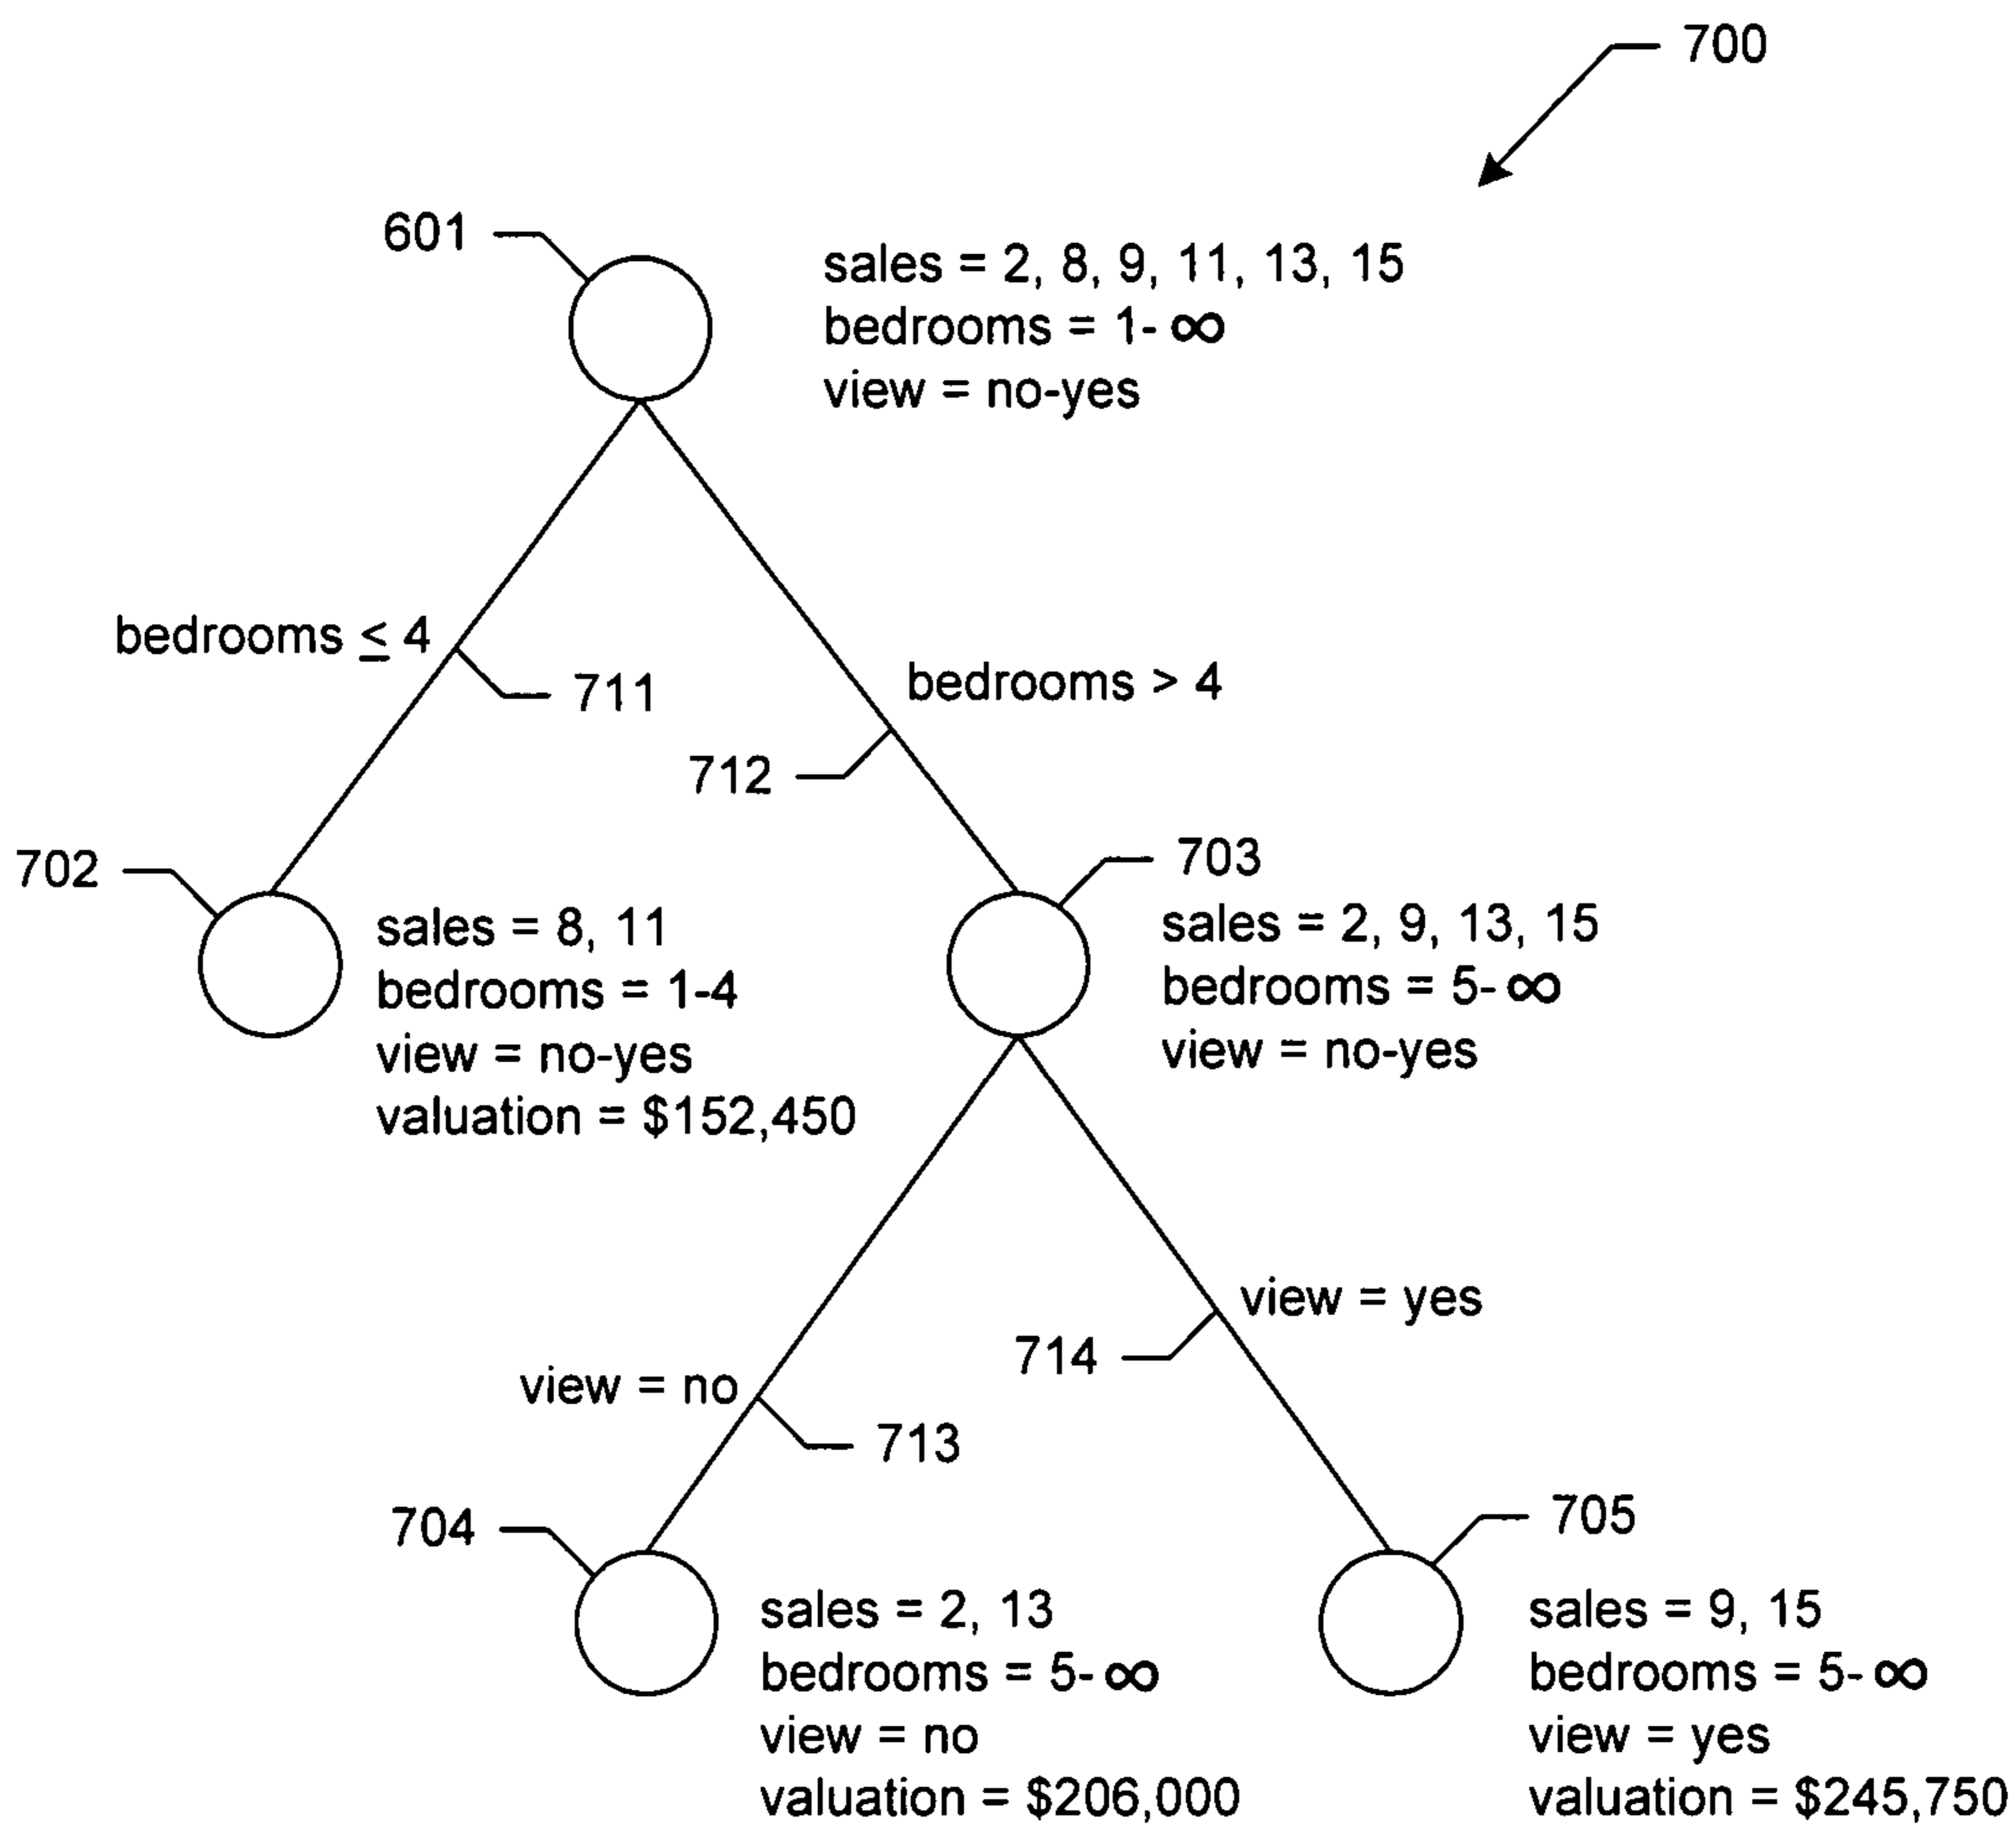 700
601
sales = 2, 8, 9, 11, 13, 15
bedrooms = 1-∞
view = no-yes
bedrooms ≤ 4
711
bedrooms > 4
712
702
sales = 8, 11
bedrooms = 1-4
view = no-yes
valuation = $152,450
703
sales = 2, 9, 13, 15
bedrooms = 5-∞
view = no-yes
view = yes
714
view = no
713
704
sales = 2, 13
bedrooms = 5-∞
view = no
valuation = $206,000
705
sales = 9, 15
bedrooms = 5-∞
view = yes
valuation = $245,750